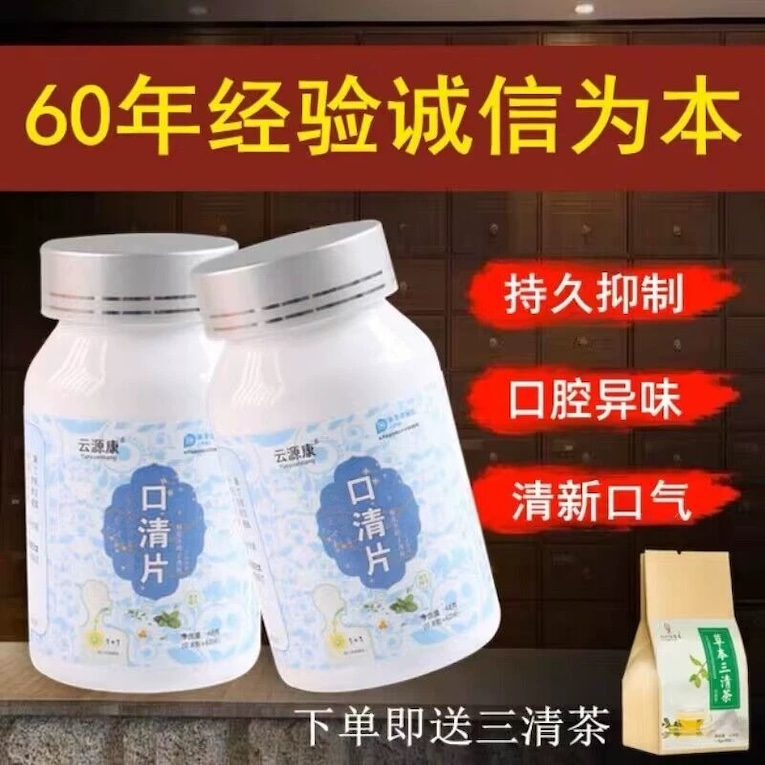 60年经验诚信为本
持久抑制
口腔异味
清新口气
云源康
口清片
云源康
口清片
草本三清茶
下单即送三清茶